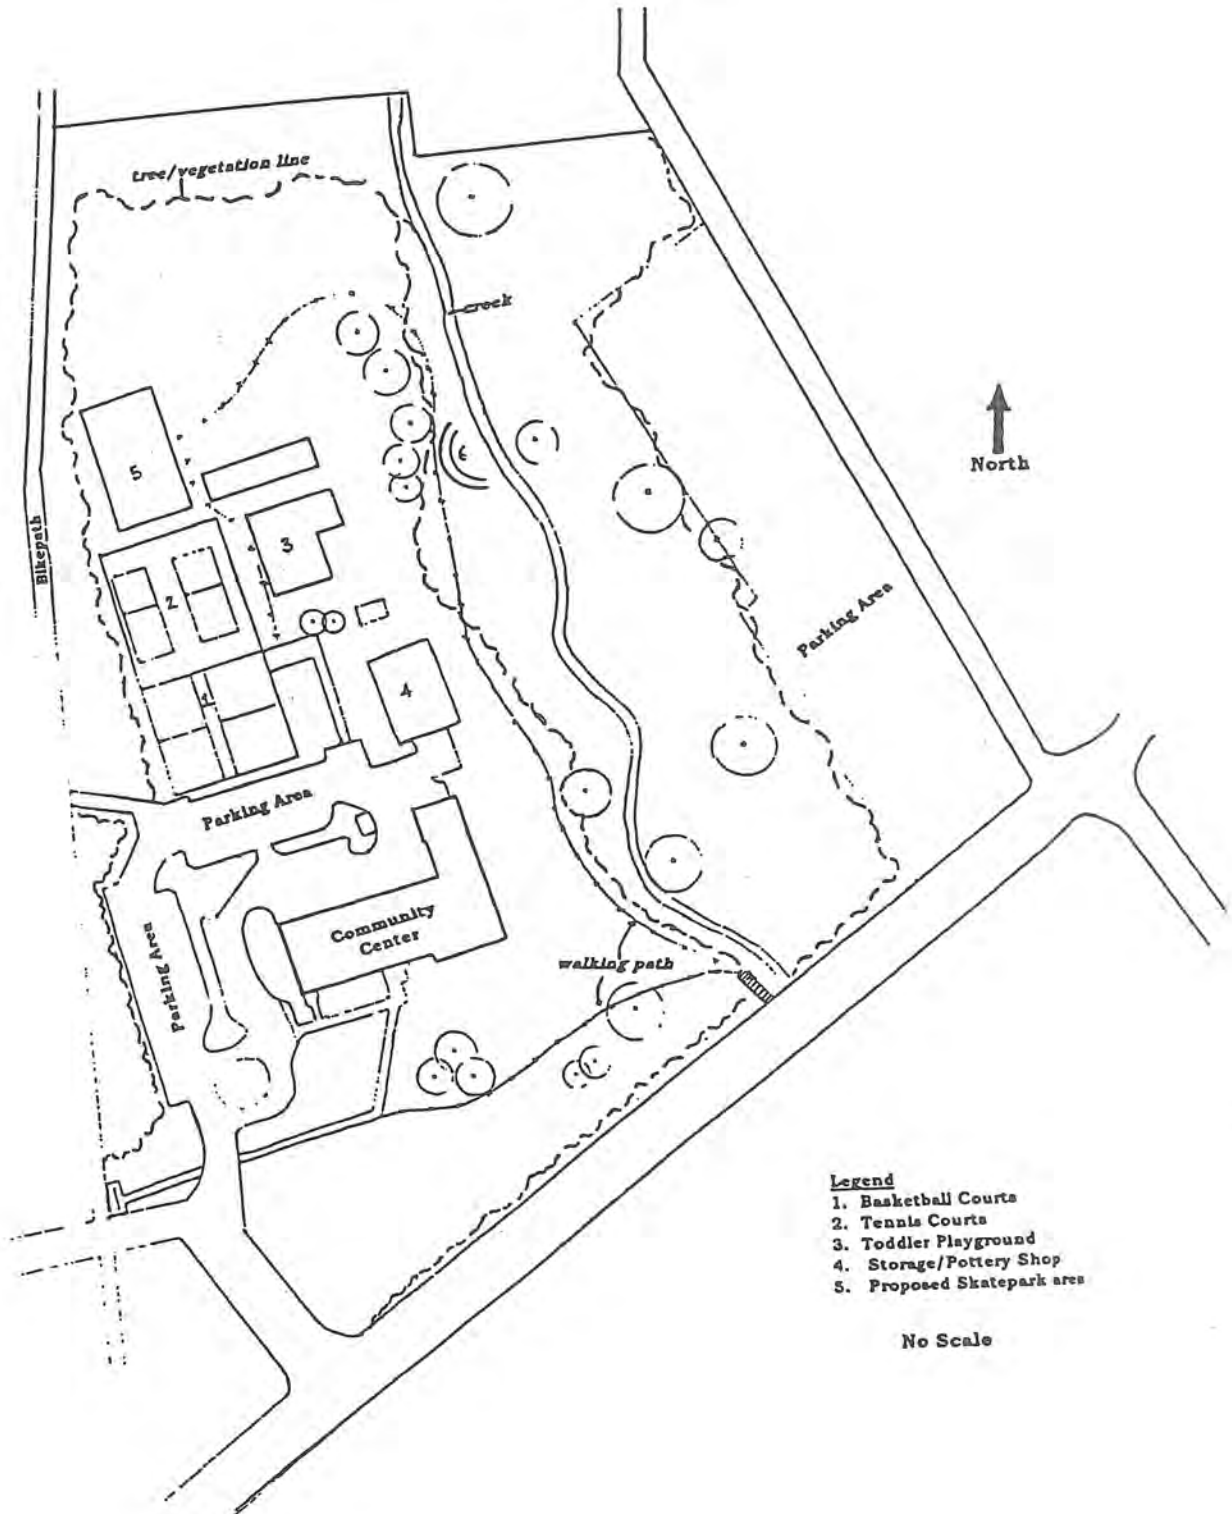 tree/vegetation line
creek
North
5
6
Bikepath
3
2
Parking Area
1
4
Parking Area
Community
Center
Parking Area
walking path
Legend
1. Basketball Courts
2. Tennis Courts
3. Toddler Playground
4. Storage/Pottery Shop
5. Proposed Skatepark area
No Scale